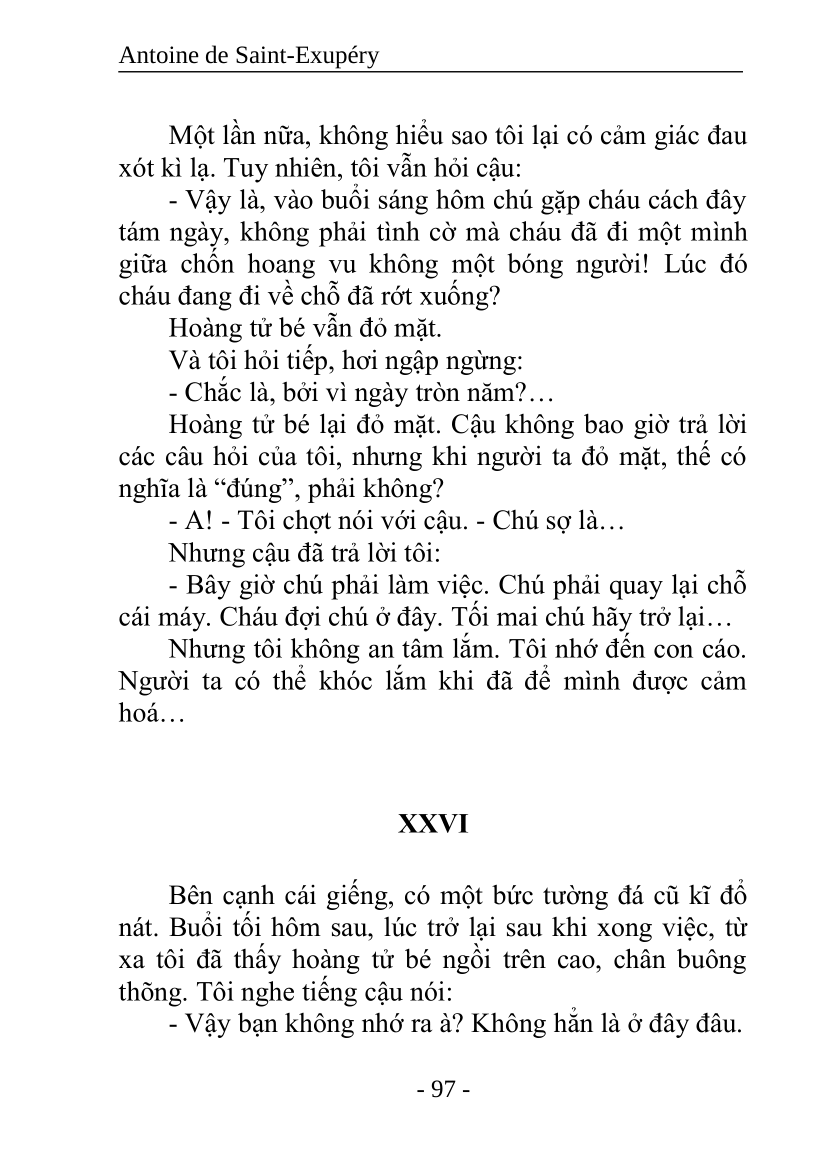 Antoine de Saint-Exupéry
Một lần nữa, không hiểu sao tôi lại có cảm giác đau
xót kì lạ. Tuy nhiên, tôi vẫn hỏi cậu:
- Vậy là, vào buổi sáng hôm chú gặp cháu cách đây
tám ngày, không phải tình cờ mà cháu đã đi một mình
giữa chốn hoang vu không một bóng người! Lúc đó
cháu đang đi về chỗ đã rớt xuống?
Hoàng tử bé vẫn đỏ mặt.
Và tôi hỏi tiếp, hơi ngập ngừng:
- Chắc là, bởi vì ngày tròn năm?…
Hoàng tử bé lại đỏ mặt. Cậu không bao giờ trả lời
các câu hỏi của tôi, nhưng khi người ta đỏ mặt, thế có
nghĩa là “đúng”, phải không?
- A! - Tôi chợt nói với cậu. - Chú sợ là…
Nhưng cậu đã trả lời tôi:
- Bây giờ chú phải làm việc. Chú phải quay lại chỗ
cái máy. Cháu đợi chú ở đây. Tối mai chú hãy trở lại…
Nhưng tôi không an tâm lắm. Tôi nhớ đến con cáo.
Người ta có thể khóc lắm khi đã để mình được cảm
hoá…
XXVI
Bên cạnh cái giếng, có một bức tường đá cũ kĩ đổ
nát. Buổi tối hôm sau, lúc trở lại sau khi xong việc, từ
xa tôi đã thấy hoàng tử bé ngồi trên cao, chân buông
thõng. Tôi nghe tiếng cậu nói:
- Vậy bạn không nhớ ra à? Không hẳn là ở đây đâu.
- 97 -